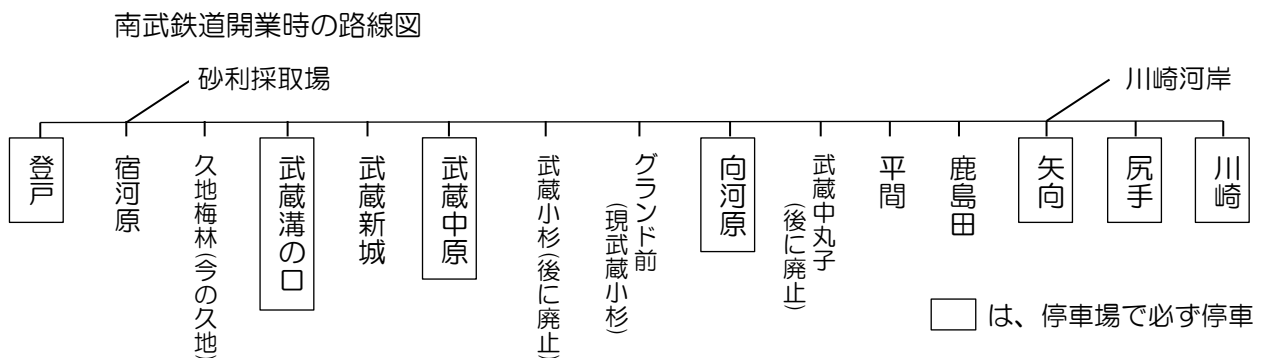 南武鉄道開業時の路線図
砂利採取場
川崎河岸
登戸
宿河原
久地梅林(今の久地)
武蔵溝の口
武蔵新城
武蔵中原
武蔵小杉(後に廃止)
グランド前
(現武蔵小杉)
向河原
武蔵中丸子
(後に廃止)
平間
鹿島田
矢向
尻手
川崎
は、停車場で必ず停車